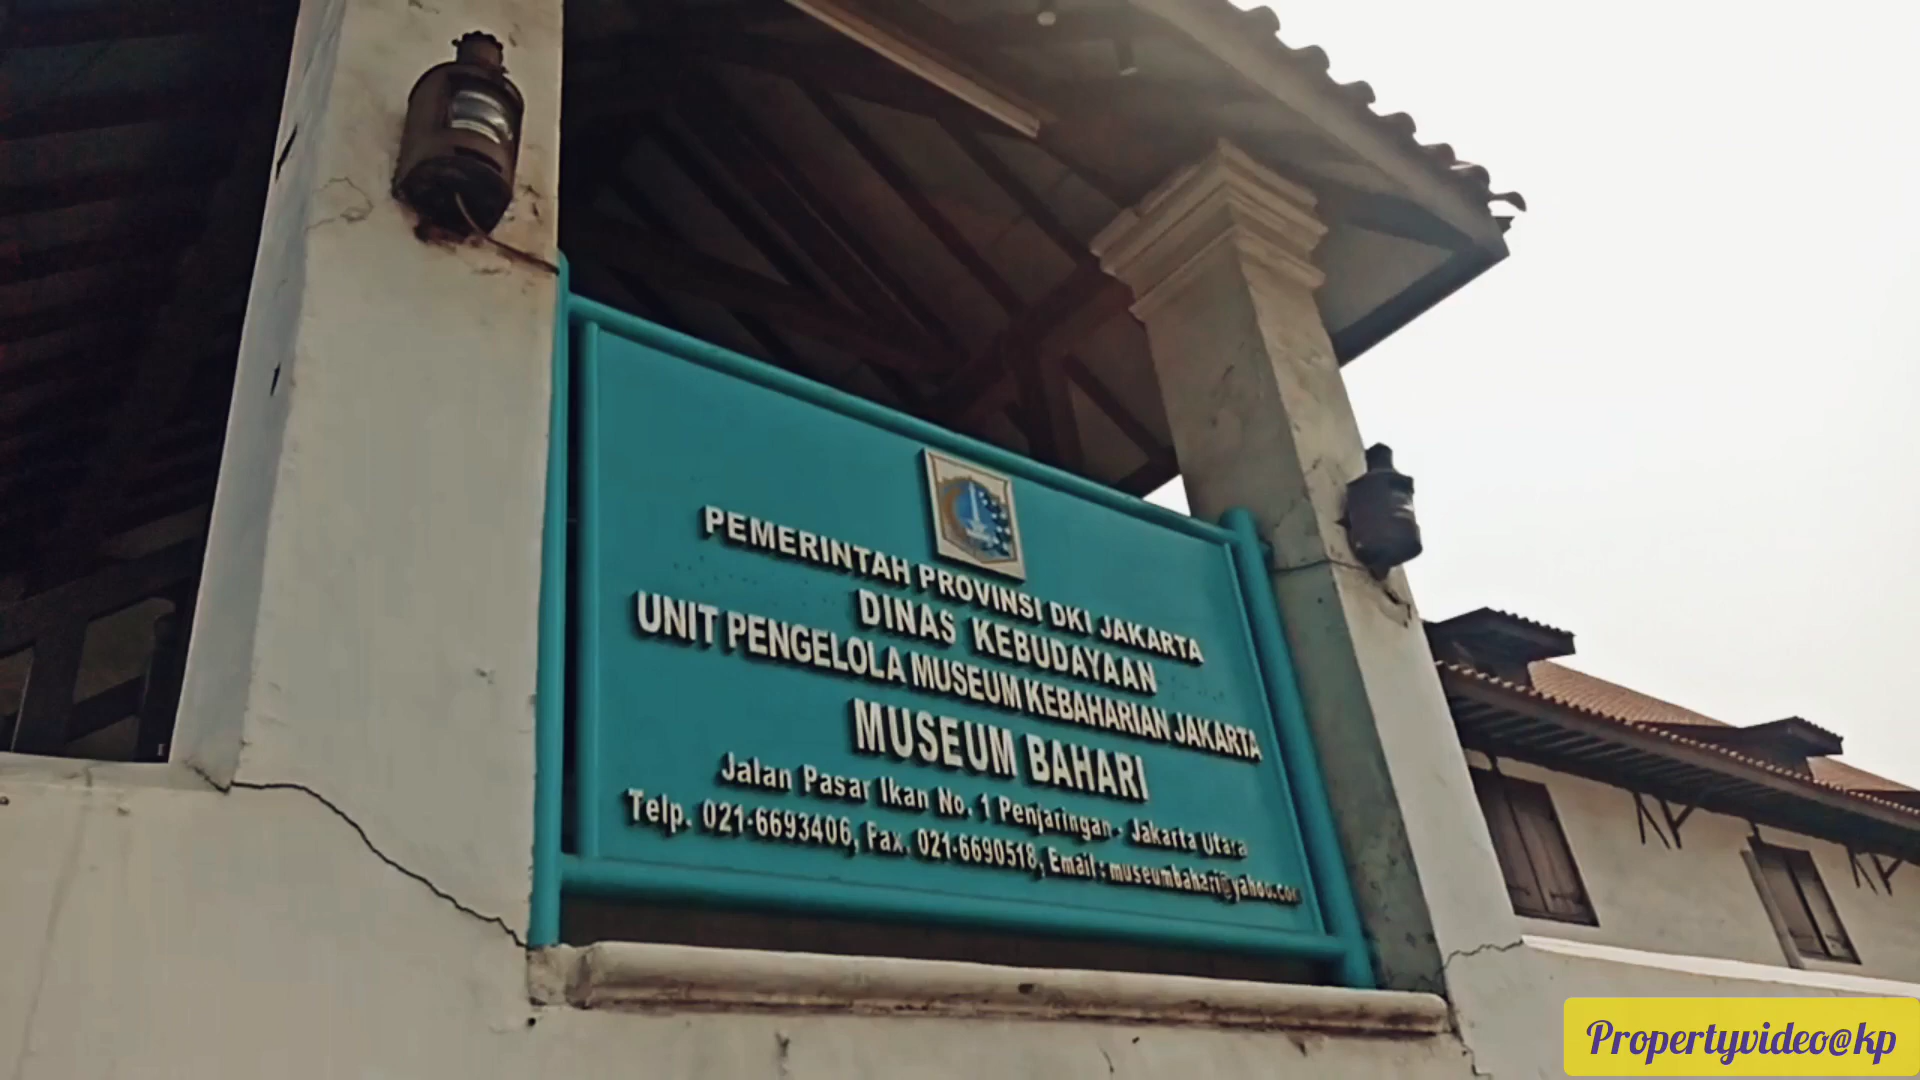 PEMERINTAH PROVINSI DKI JAKARTA
DINAS KEBUDAYAAN
UNIT PENGELOLA MUSEUM KEBAHARIAN JAKARTA
MUSEUM BAHARI
Jalan Pasar Ikan No. 1 Penjaringan - Jakarta Utara
Telp. 021-6693406, Fax. 021-6690518, Email : museumbahari@yahoo.com
Propertyvideo@kp